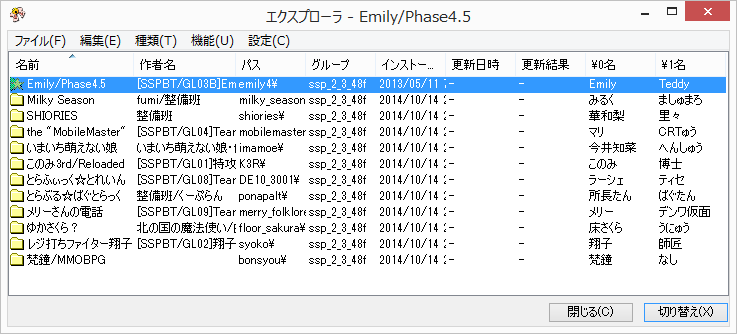 エクスプローラ - Emily/Phase4.5
ファイル(F) 編集(E) 種類(T) 機能(U) 設定(C)
名前 作者名 パス グループ インストー... 更新日時 更新結果 ¥0名 ¥1名
Emily/Phase4.5 [SSPBT/GL03B]Em emily4¥ ssp_2_3_48f 2013/05/11 - - Emily Teddy
Milky Season fumi/整備班 milky_season ssp_2_3_48f 2014/10/14 2 - - みるく ましゅまろ
SHIORIES 整備班 shiories¥ ssp_2_3_48f 2014/10/14 2 - - 華和梨 里々
the "MobileMaster" [SSPBT/GL04]Tear mobilemaster ssp_2_3_48f 2014/10/14 2 - - マリ CRTゅう
いまいち萌えない娘 いまいち萌えない娘・ imamoe¥ ssp_2_3_48f 2014/10/14 2 - - 今井知菜 へんしゅう
このみ3rd/Reloaded [SSPBT/GL01]特攻 K3R¥ ssp_2_3_48f 2014/10/14 2 - - このみ 博士
とらふぃっく☆とれいん [SSPBT/GL08]Tear DE10_3001¥ ssp_2_3_48f 2014/10/14 2 - - ラーシェ ティセ
とらぶる☆ばぐとらっく 整備班/くーぷらん ponapalt¥ ssp_2_3_48f 2014/10/14 2 - - 所長たん ばぐたん
メリーさんの電話 [SSPBT/GL09]Tear merry_folklore ssp_2_3_48f 2014/10/14 2 - - メリー デンワ仮面
ゆかさくら? 北の国の魔法使い/ floor_sakura¥ ssp_2_3_48f 2014/10/14 2 - - 床さくら うにゅう
レジ打ちファイター翔子 [SSPBT/GL02]翔子 syoko¥ ssp_2_3_48f 2014/10/14 2 - - 翔子 師匠
梵鐘/MMOBPG bonsyou¥ ssp_2_3_48f 2014/10/14 2 - - 梵鐘 なし
閉じる(C) 切り替え(X)